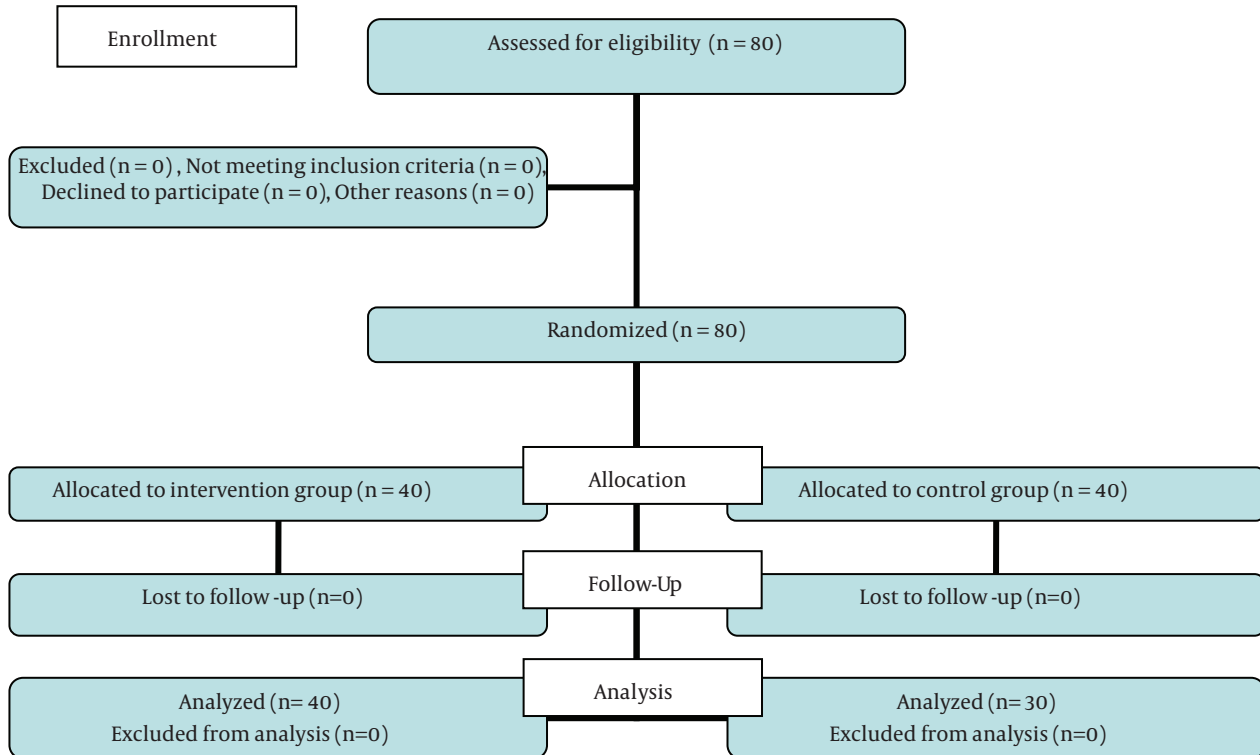 Enrollment
Assessed for eligibility (n = 80)
Excluded (n = 0) , Not meeting inclusion criteria (n = 0),
Declined to participate (n = 0), Other reasons (n = 0)
Randomized (n = 80)
Allocation
Allocated to intervention group (n = 40)
Allocated to control group (n = 40)
Follow-Up
Lost to follow -up (n=0)
Lost to follow -up (n=0)
Analysis
Analyzed (n= 40)
Excluded from analysis (n=0)
Analyzed (n=30)
Excluded from analysis (n=0)